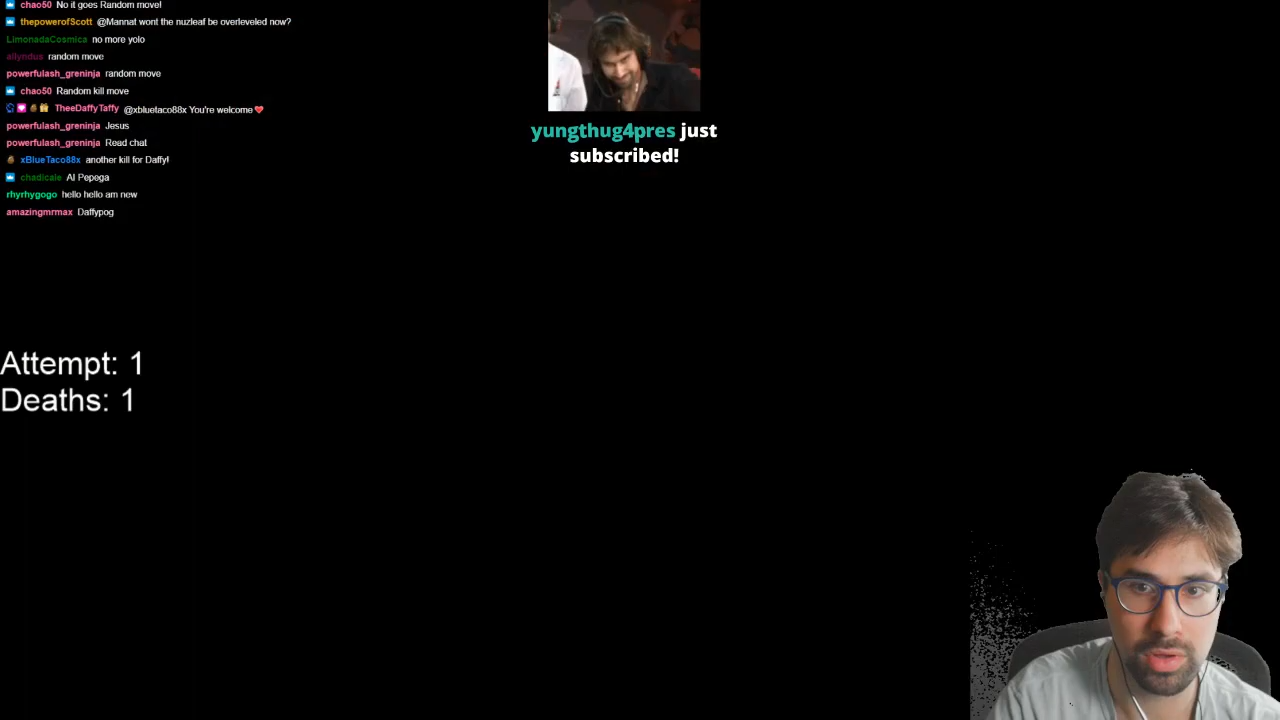 chao50 No it goes Random move!
thepowerofScott @Mannat wont the nuzleaf be overleveled now?
LimonadaCosmica no more yolo
allyndus random move
powerfulash_greninja random move
chao50 Random kill move
TheeDaffyTaffy @xbluetaco88x You're welcome
powerfulash_greninja Jesus
powerfulash_greninja Read chat
xBlueTaco88x another kill for Daffy!
chadicale AI Pepega
rhyrhygogo hello hello am new
amazingmrmax Daffypog
yungthug4pres just
subscribed!
Attempt: 1
Deaths: 1